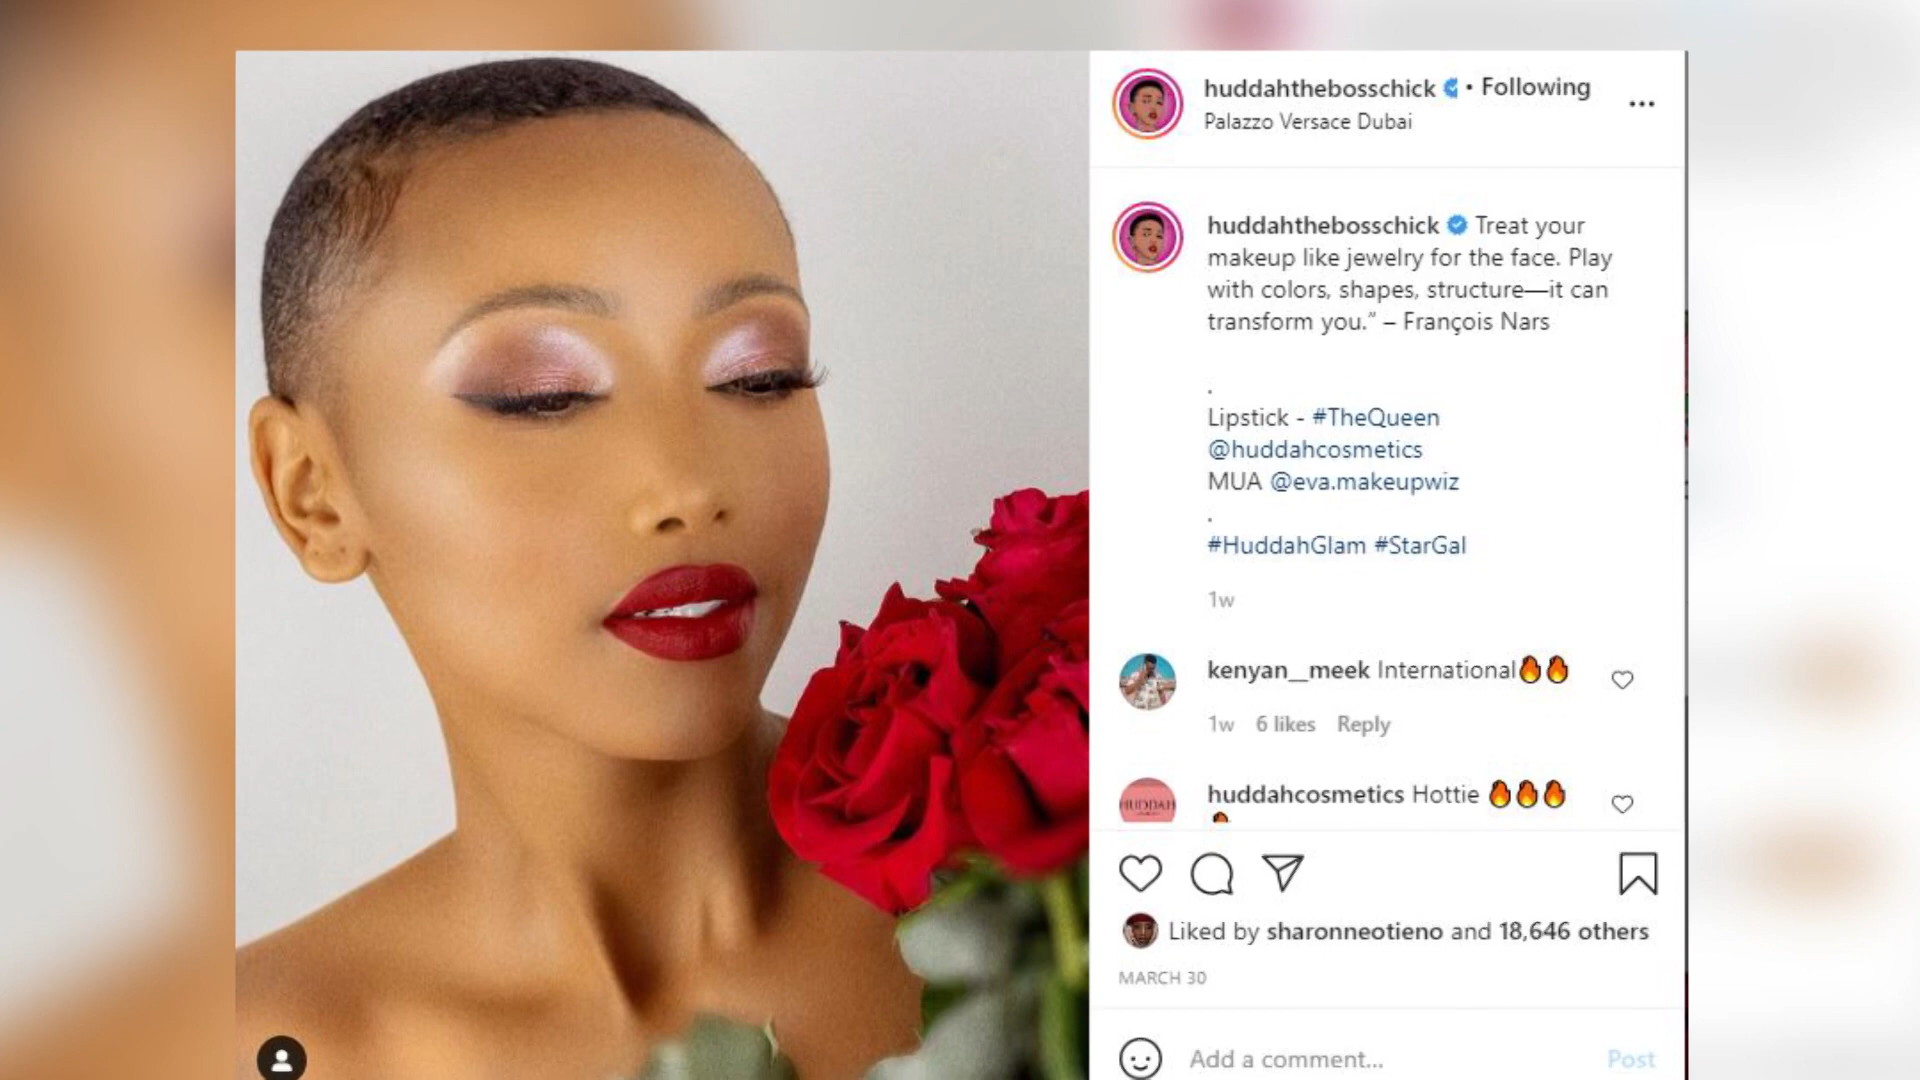 huddahthebosschick • Following
Palazzo Versace Dubai
huddahthebosschick Treat your
makeup like jewelry for the face. Play
with colors, shapes, structure—it can
transform you.” – François Nars
.
Lipstick - #TheQueen
@huddahcosmetics
MUA @eva.makeupwiz
.
#HuddahGlam #StarGal
1w
kenyan__meek International🔥🔥
1w 6 likes Reply
HUDDAH
huddahcosmetics Hottie 🔥🔥🔥
🔥
Liked by sharonneotieno and 18,646 others
MARCH 30
Add a comment... Post